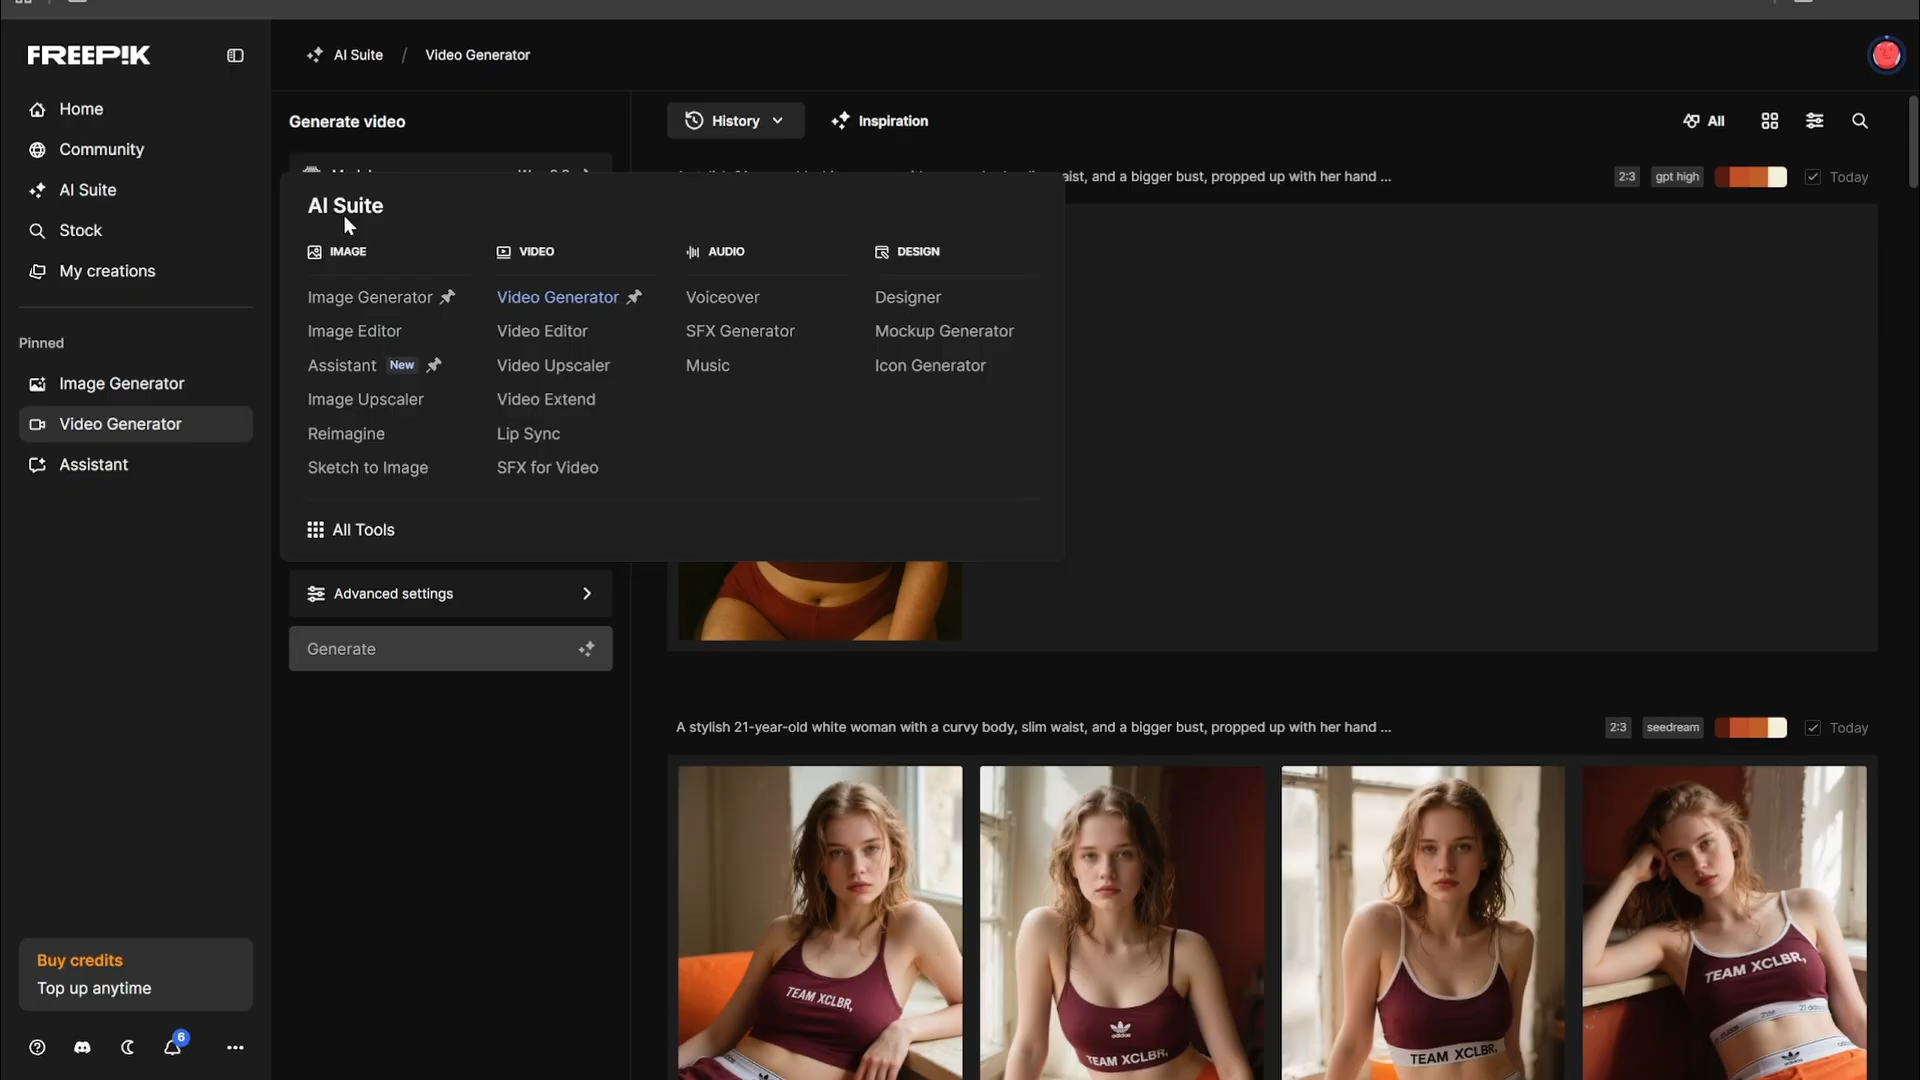 FREEP!K
AI Suite / Video Generator
Home
Community
AI Suite
Stock
My creations
Pinned
Image Generator
Video Generator
Assistant
Buy credits
Top up anytime
6
Generate video
History
Inspiration
All
aist, and a bigger bust, propped up with her hand ...
2:3
gpt high
Today
AI Suite
IMAGE
Image Generator
Image Editor
Assistant New
Image Upscaler
Reimagine
Sketch to Image
VIDEO
Video Generator
Video Editor
Video Upscaler
Video Extend
Lip Sync
SFX for Video
AUDIO
Voiceover
SFX Generator
Music
DESIGN
Designer
Mockup Generator
Icon Generator
All Tools
Advanced settings
Generate
A stylish 21-year-old white woman with a curvy body, slim waist, and a bigger bust, propped up with her hand ...
2:3
seedream
Today
TEAM XCLBR,
adidas
TEAM XCLBR,
TEAM XCLBR,
TEAM XCLBR,